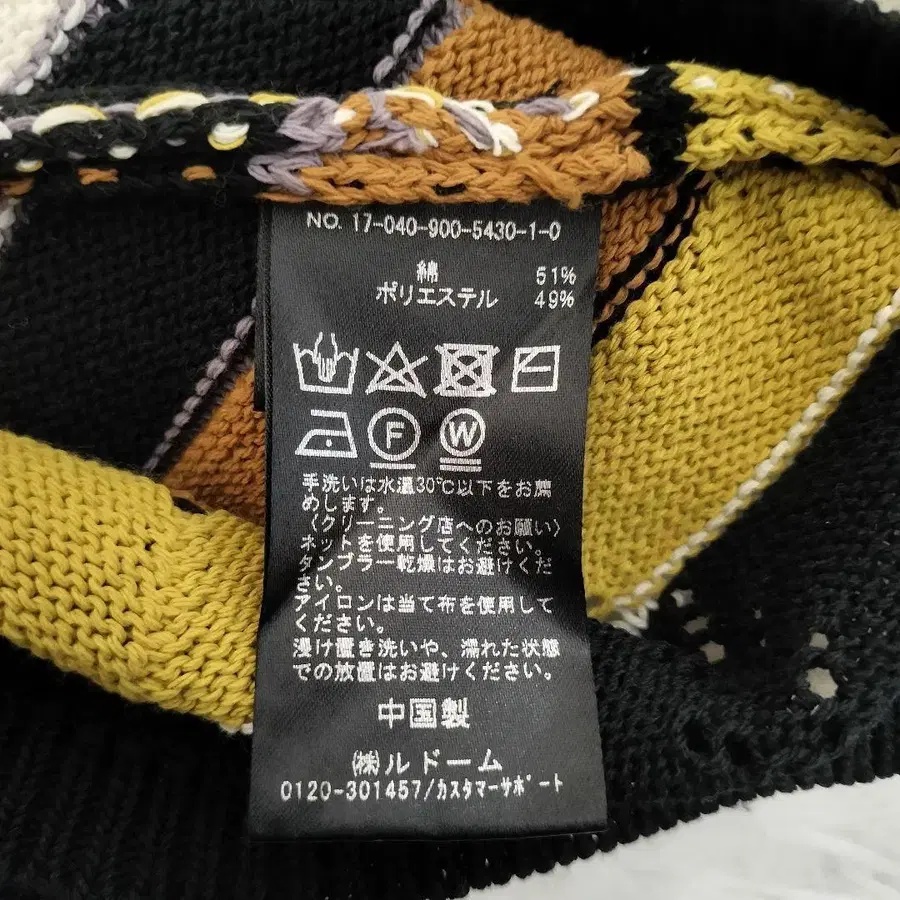 NO. 17-040-900-5430-1-0
綿 51%
ポリエステル 49%
F W
手洗いは水温30℃以下をお薦
めします。
〈クリーニング店へのお願い〉
ネットを使用してください。
タンブラー乾燥はお避けくだ
さい。
アイロンは当て布を使用して
ください。
浸け置き洗いや、濡れた状態
での放置はお避けください。
中国製
㈱ルドーム
0120-301457/カスタマーサポート